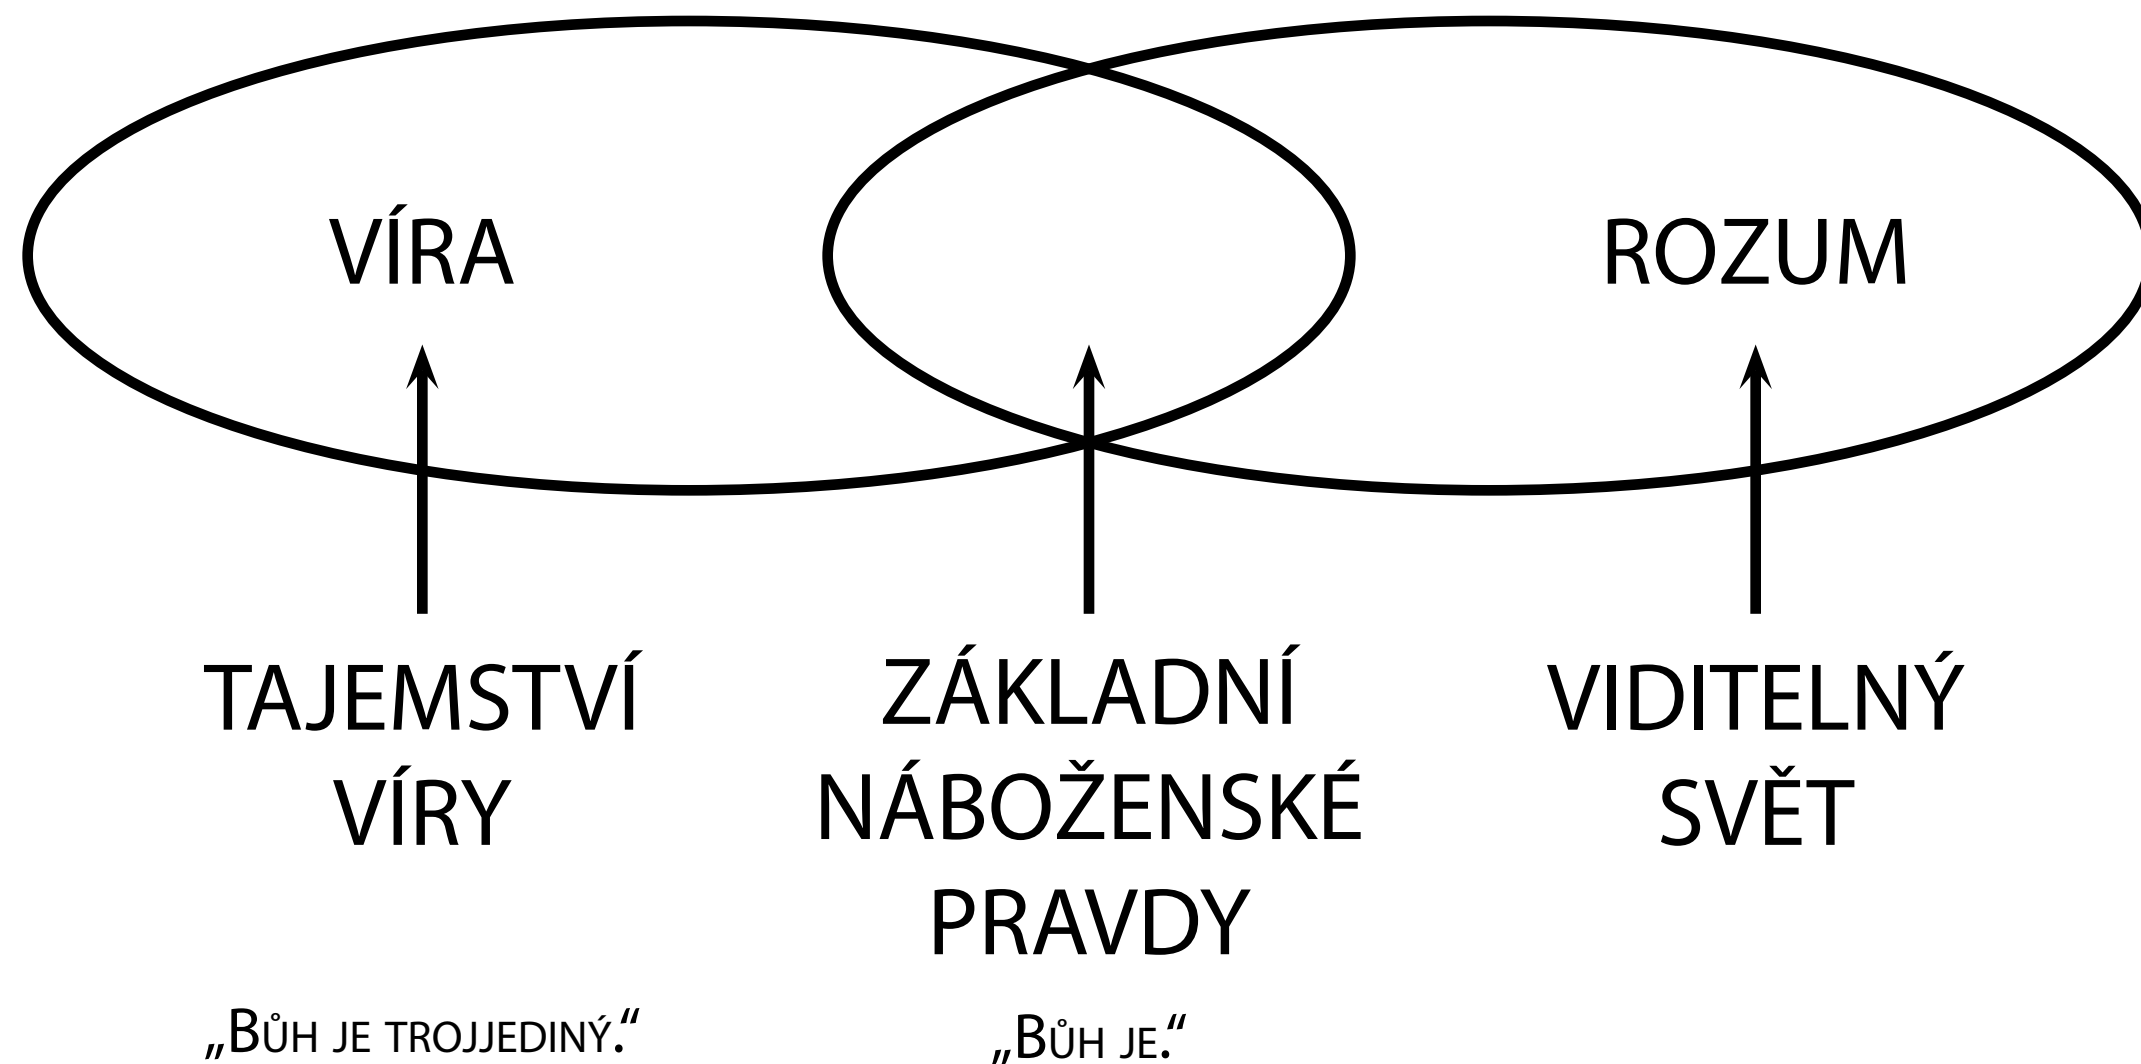 VÍRA
ROZUM
TAJEMSTVÍ
VÍRY
ZÁKLADNÍ
NÁBOŽENSKÉ
PRAVDY
VIDITELNÝ
SVĚT
„Bůh je trojjediný.“
„Bůh je.“